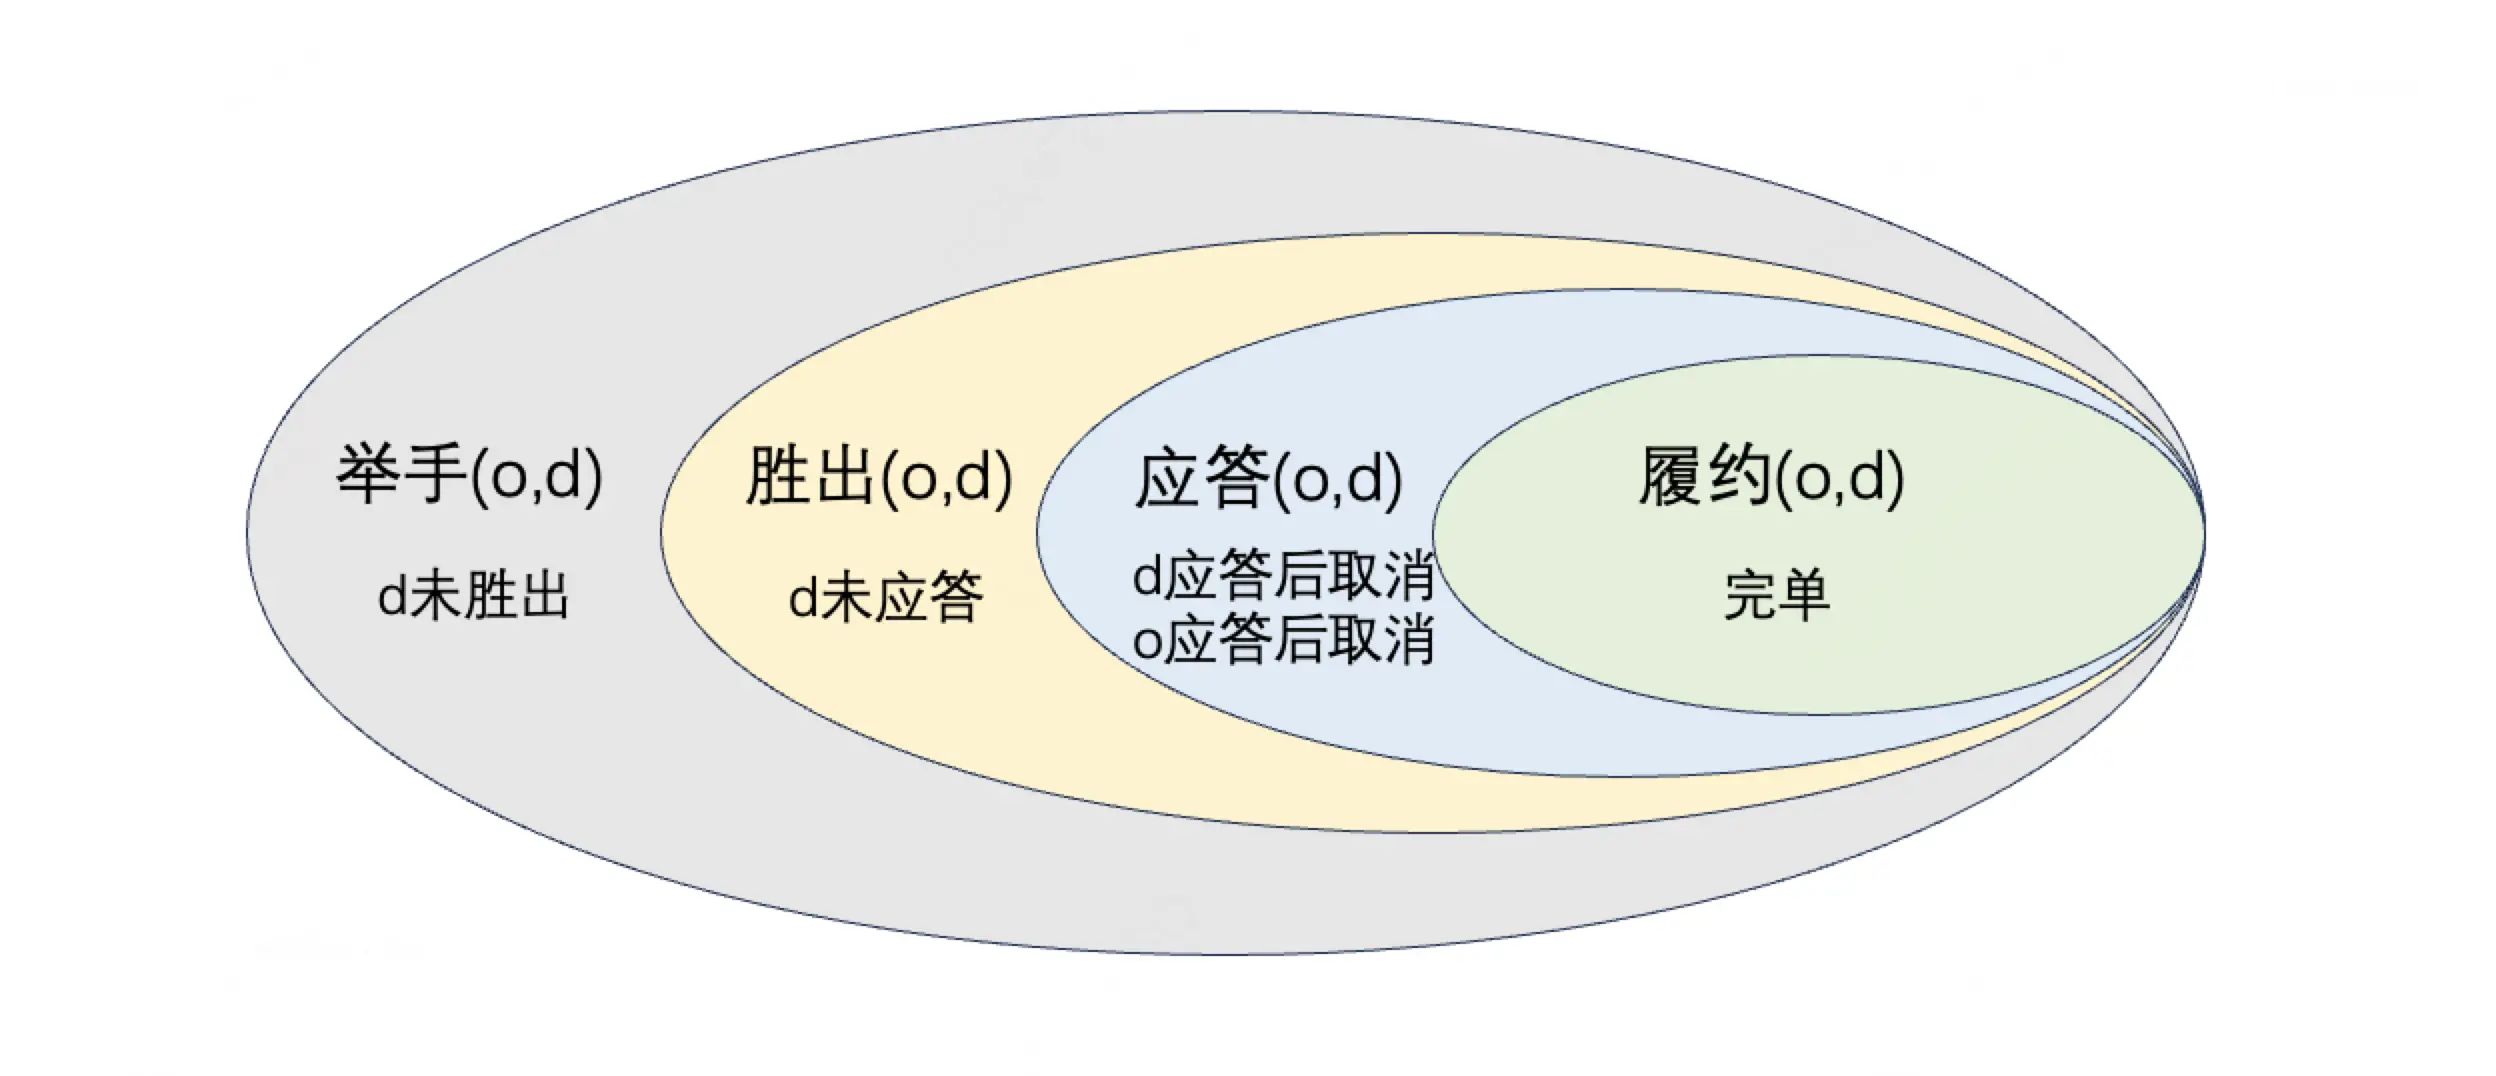 举手(o,d)
d未胜出
胜出(o,d)
d未应答
应答(o,d)
d应答后取消
o应答后取消
履约(o,d)
完单